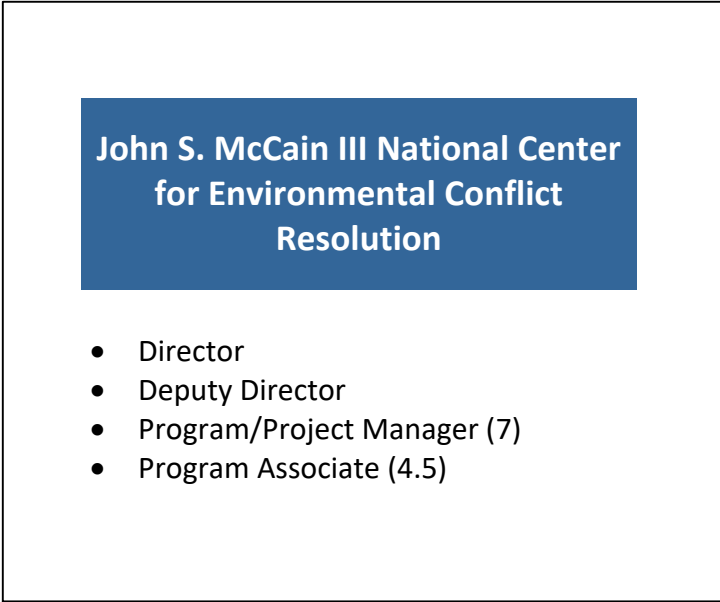 John S. McCain III National Center
for Environmental Conflict
Resolution
• Director
• Deputy Director
• Program/Project Manager (7)
• Program Associate (4.5)